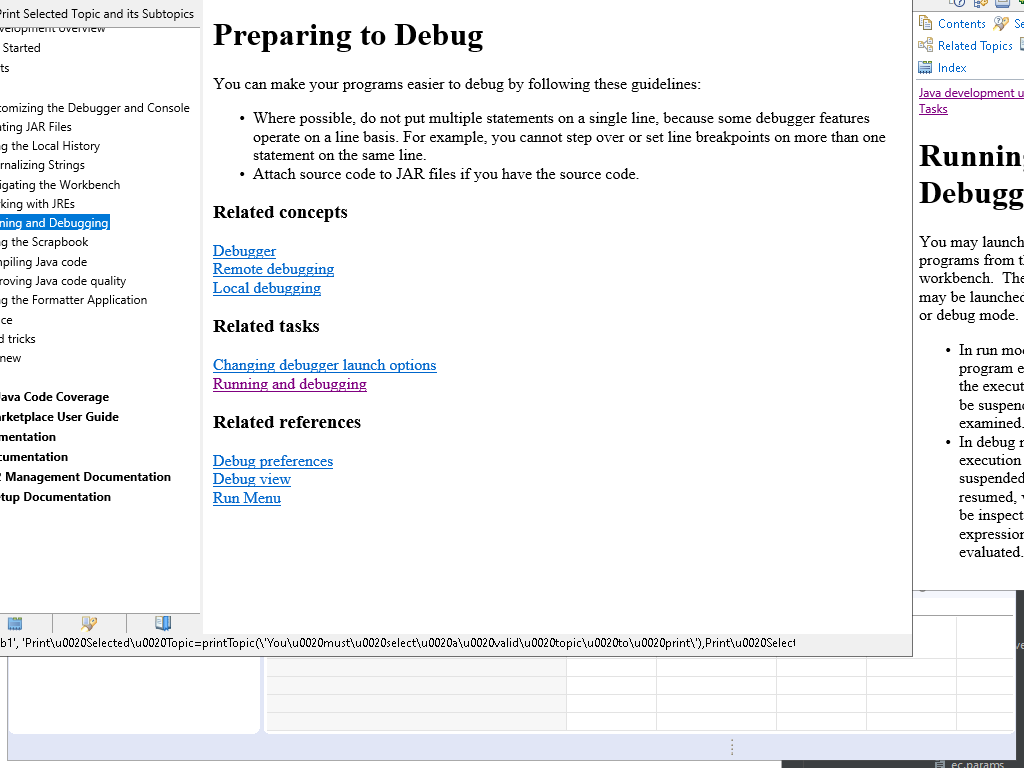 Print Selected Topic and its Subtopics
velopment overview
Started
ts
tomizing the Debugger and Console
ating JAR Files
g the Local History
rnalizing Strings
igating the Workbench
king with JREs
ning and Debugging
g the Scrapbook
mpiling Java code
roving Java code quality
g the Formatter Application
ce
d tricks
new
Java Code Coverage
arketplace User Guide
mentation
cumentation
2 Management Documentation
etup Documentation
Preparing to Debug
You can make your programs easier to debug by following these guidelines:
• Where possible, do not put multiple statements on a single line, because some debugger features
operate on a line basis. For example, you cannot step over or set line breakpoints on more than one
statement on the same line.
• Attach source code to JAR files if you have the source code.
Related concepts
Debugger
Remote debugging
Local debugging
Related tasks
Changing debugger launch options
Running and debugging
Related references
Debug preferences
Debug view
Run Menu
b1', 'Print\u0020Selected\u0020Topic=printTopic(\'You\u0020must\u0020select\u0020a\u0020valid\u0020topic\u0020to\u0020print\'),Print\u0020Select
Contents Se
Related Topics
Index
Java development u
Tasks
Running
Debugg
You may launch
programs from th
workbench. The
may be launched
or debug mode.
• In run mod
program e
the execut
be suspend
examined.
• In debug m
execution
suspended
resumed, v
be inspect
expression
evaluated.
ve
ec.params